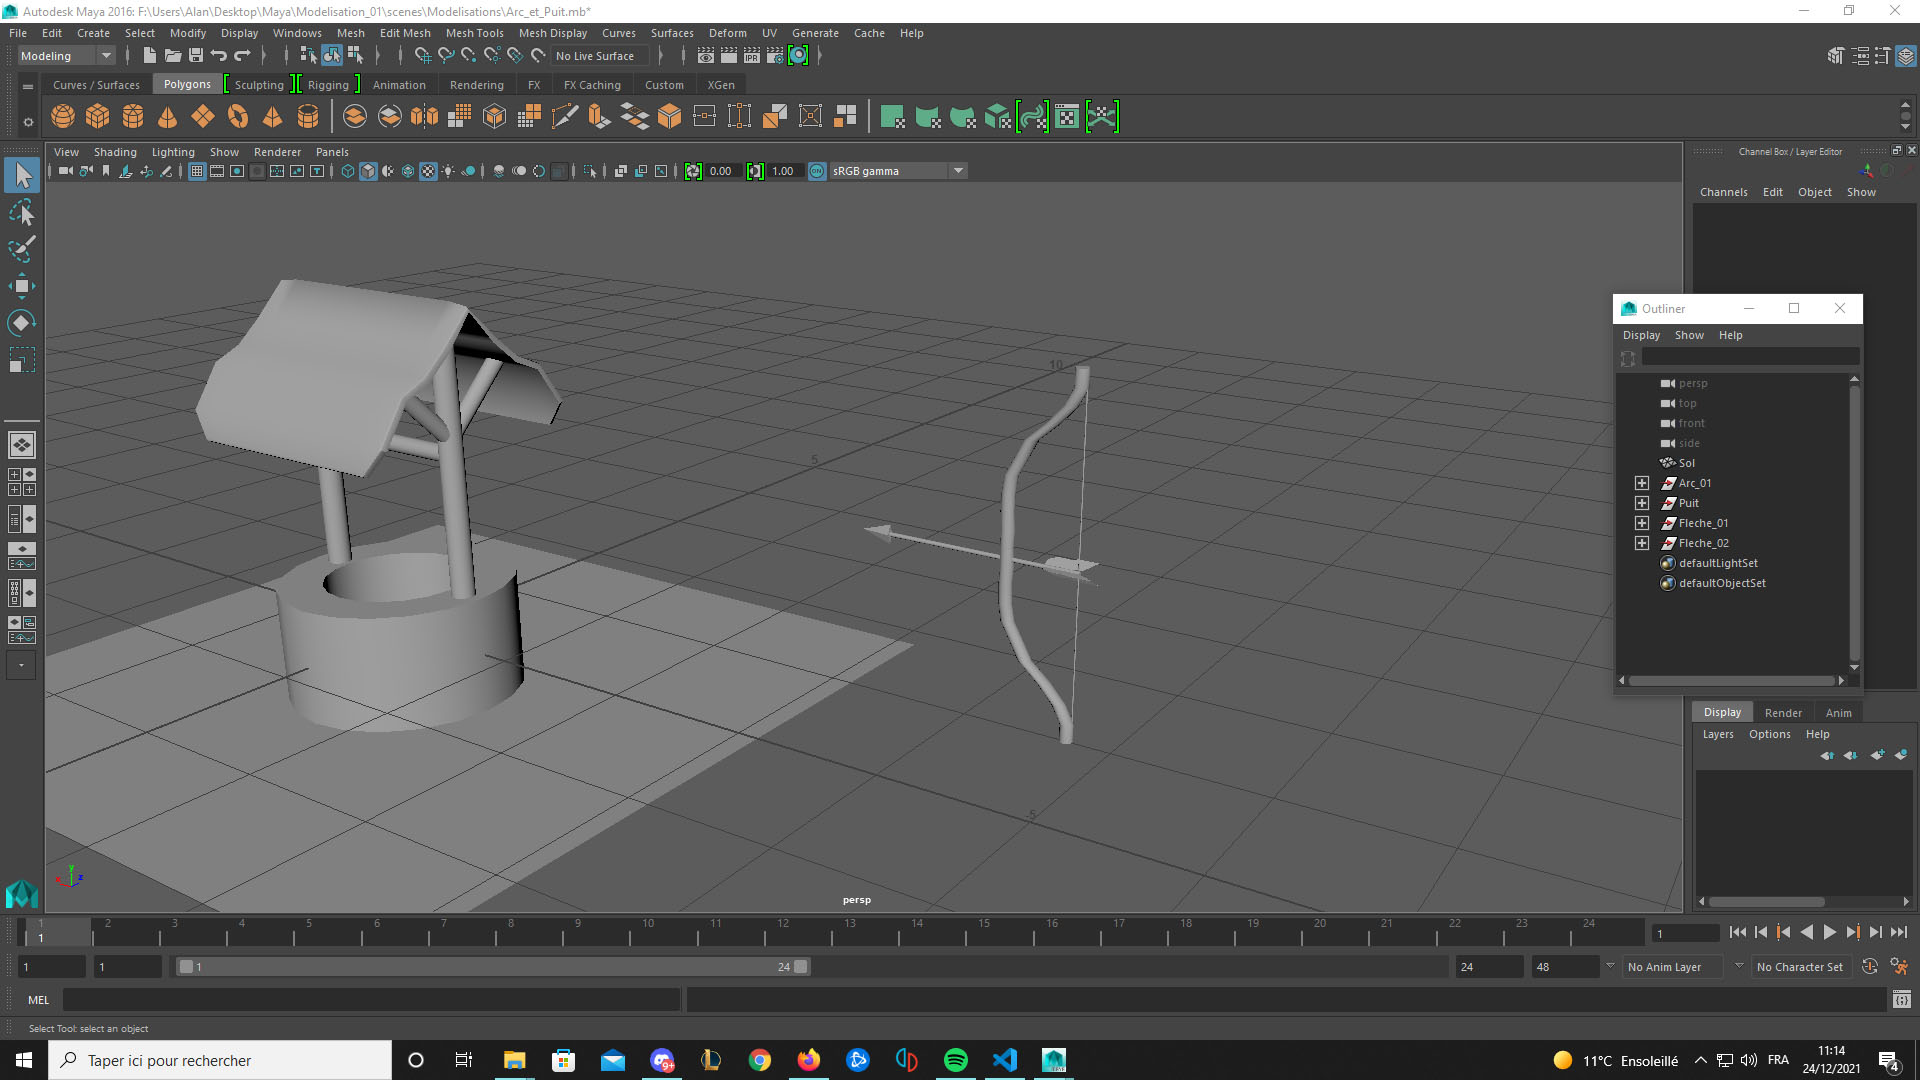 Autodesk Maya 2016: F:\Users\Alan\Desktop\Maya\Modelisation_01\scenes\Modelisations\Arc_et_Puit.mb*
File Edit Create Select Modify Display Windows Mesh Edit Mesh Mesh Tools Mesh Display Curves Surfaces Deform UV Generate Cache Help
Modeling
No Live Surface
IPR
Curves / Surfaces Polygons Sculpting Rigging Animation Rendering FX FX Caching Custom XGen
View Shading Lighting Show Renderer Panels
0.00 1.00 ON sRGB gamma
Channel Box / Layer Editor
Channels Edit Object Show
Outliner
Display Show Help
persp
top
front
side
Sol
Arc_01
Puit
Fleche_01
Fleche_02
defaultLightSet
defaultObjectSet
10
5
-5
y
x z
persp
Display Render Anim
Layers Options Help
1 2 3 4 5 6 7 8 9 10 11 12 13 14 15 16 17 18 19 20 21 22 23 24
1
1
1 1 1 24 24 48 No Anim Layer No Character Set
MEL
Select Tool: select an object
Taper ici pour rechercher
9+
11°C Ensoleillé
FRA
11:14
24/12/2021
4